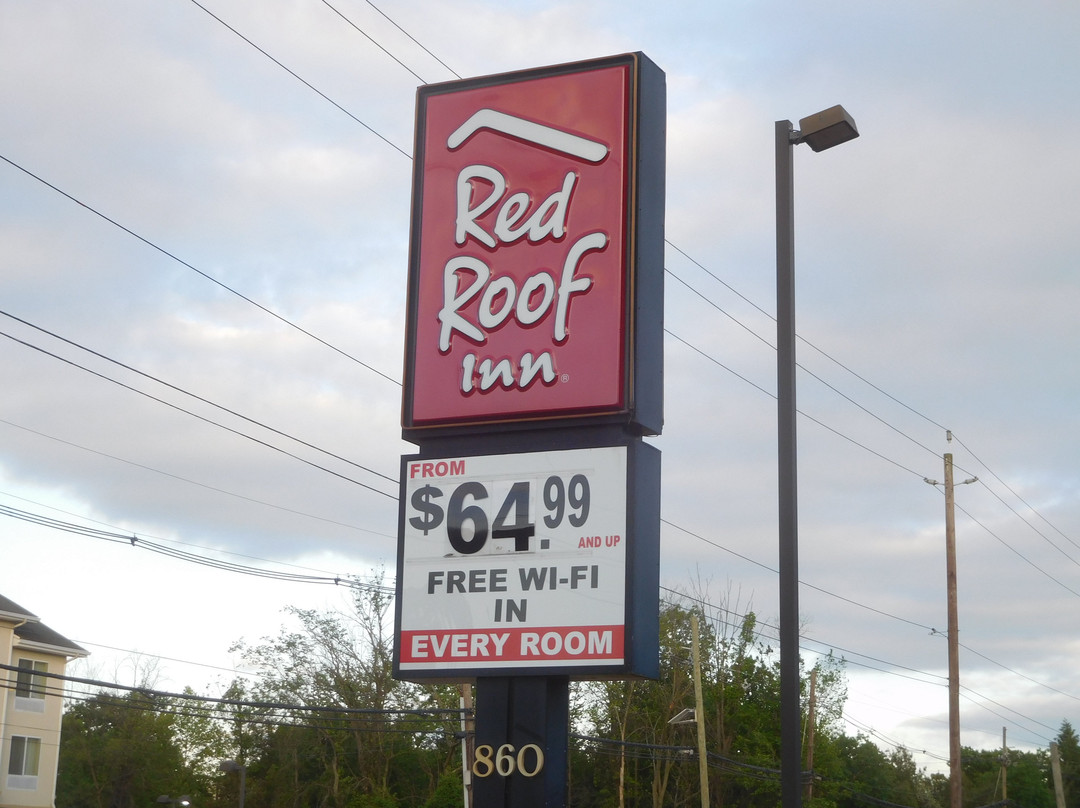 Red
Roof
Inn®
FROM
$64.99
AND UP
FREE WI-FI
IN
EVERY ROOM
860